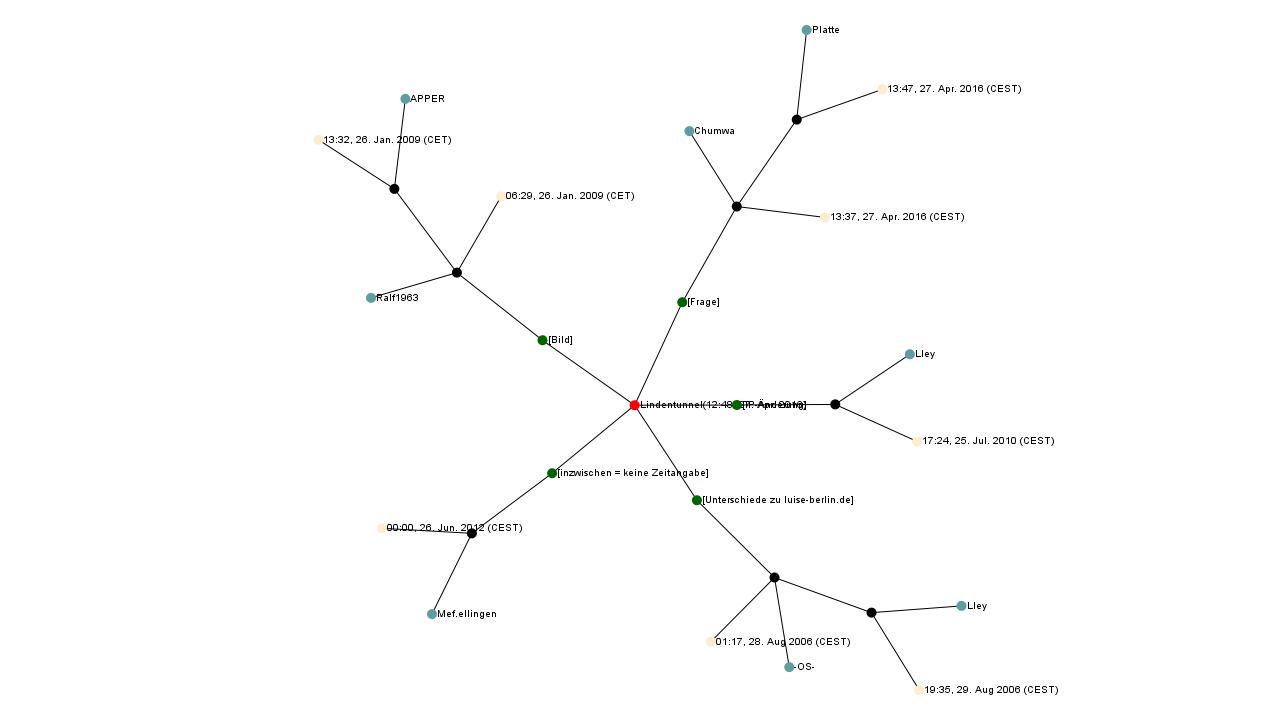 Platte
13:47, 27. Apr. 2016 (CEST)
APPER
Chumwa
13:32, 26. Jan. 2009 (CET)
06:29, 26. Jan. 2009 (CET)
13:37, 27. Apr. 2016 (CEST)
Ralf1963
[Frage]
[Bild]
Lley
Lindentunnel(12:48
[TP-Änderung]
17:24, 25. Jul. 2010 (CEST)
[inzwischen = keine Zeitangabe]
[Unterschiede zu luise-berlin.de]
00:00, 26. Jun. 2012 (CEST)
Lley
Mef.ellingen
01:17, 28. Aug 2006 (CEST)
-OS-
19:35, 29. Aug 2006 (CEST)